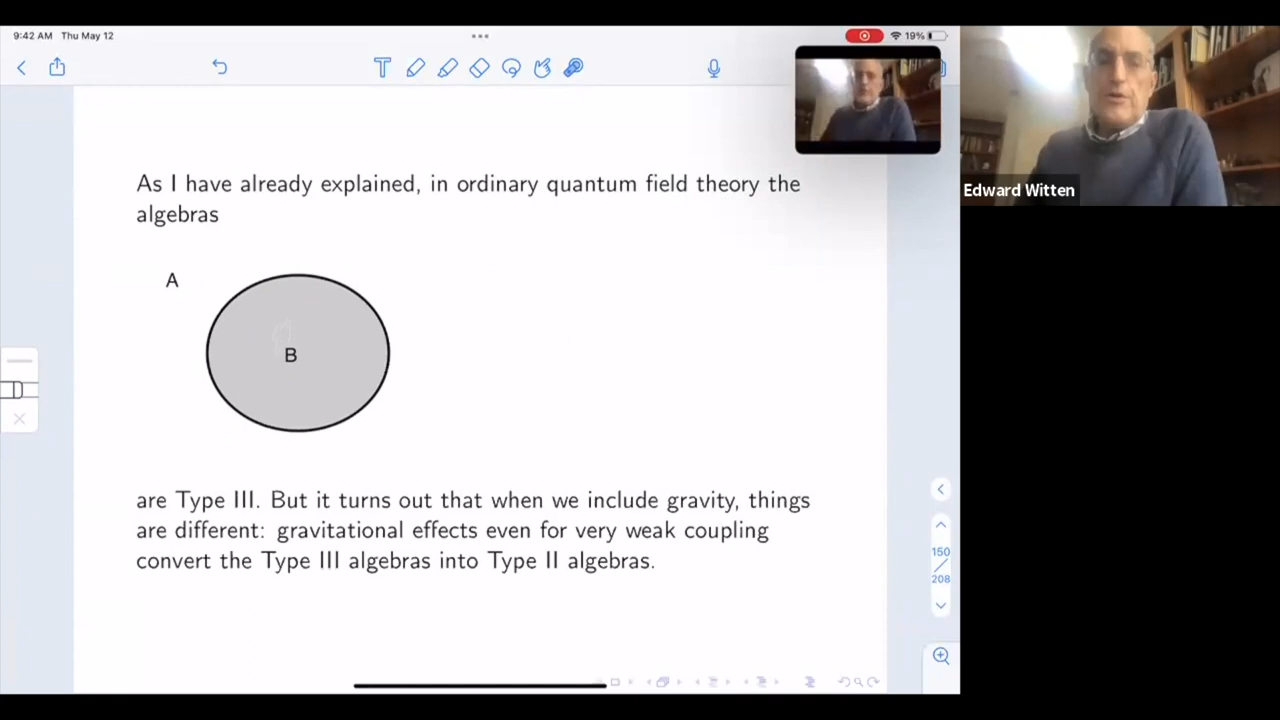 9:42 AM Thu May 12
19%
T
As I have already explained, in ordinary quantum field theory the
algebras
A
B
are Type III. But it turns out that when we include gravity, things
are different: gravitational effects even for very weak coupling
convert the Type III algebras into Type II algebras.
150
/
208
Edward Witten